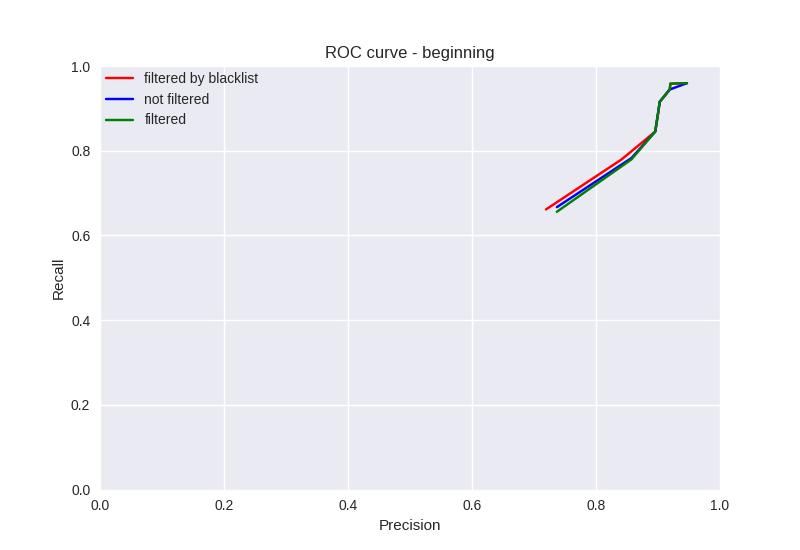 ROC curve - beginning
filtered by blacklist
not filtered
filtered
1.0
0.8
0.6
0.4
0.2
0.0
Recall
0.0 0.2 0.4 0.6 0.8 1.0
Precision